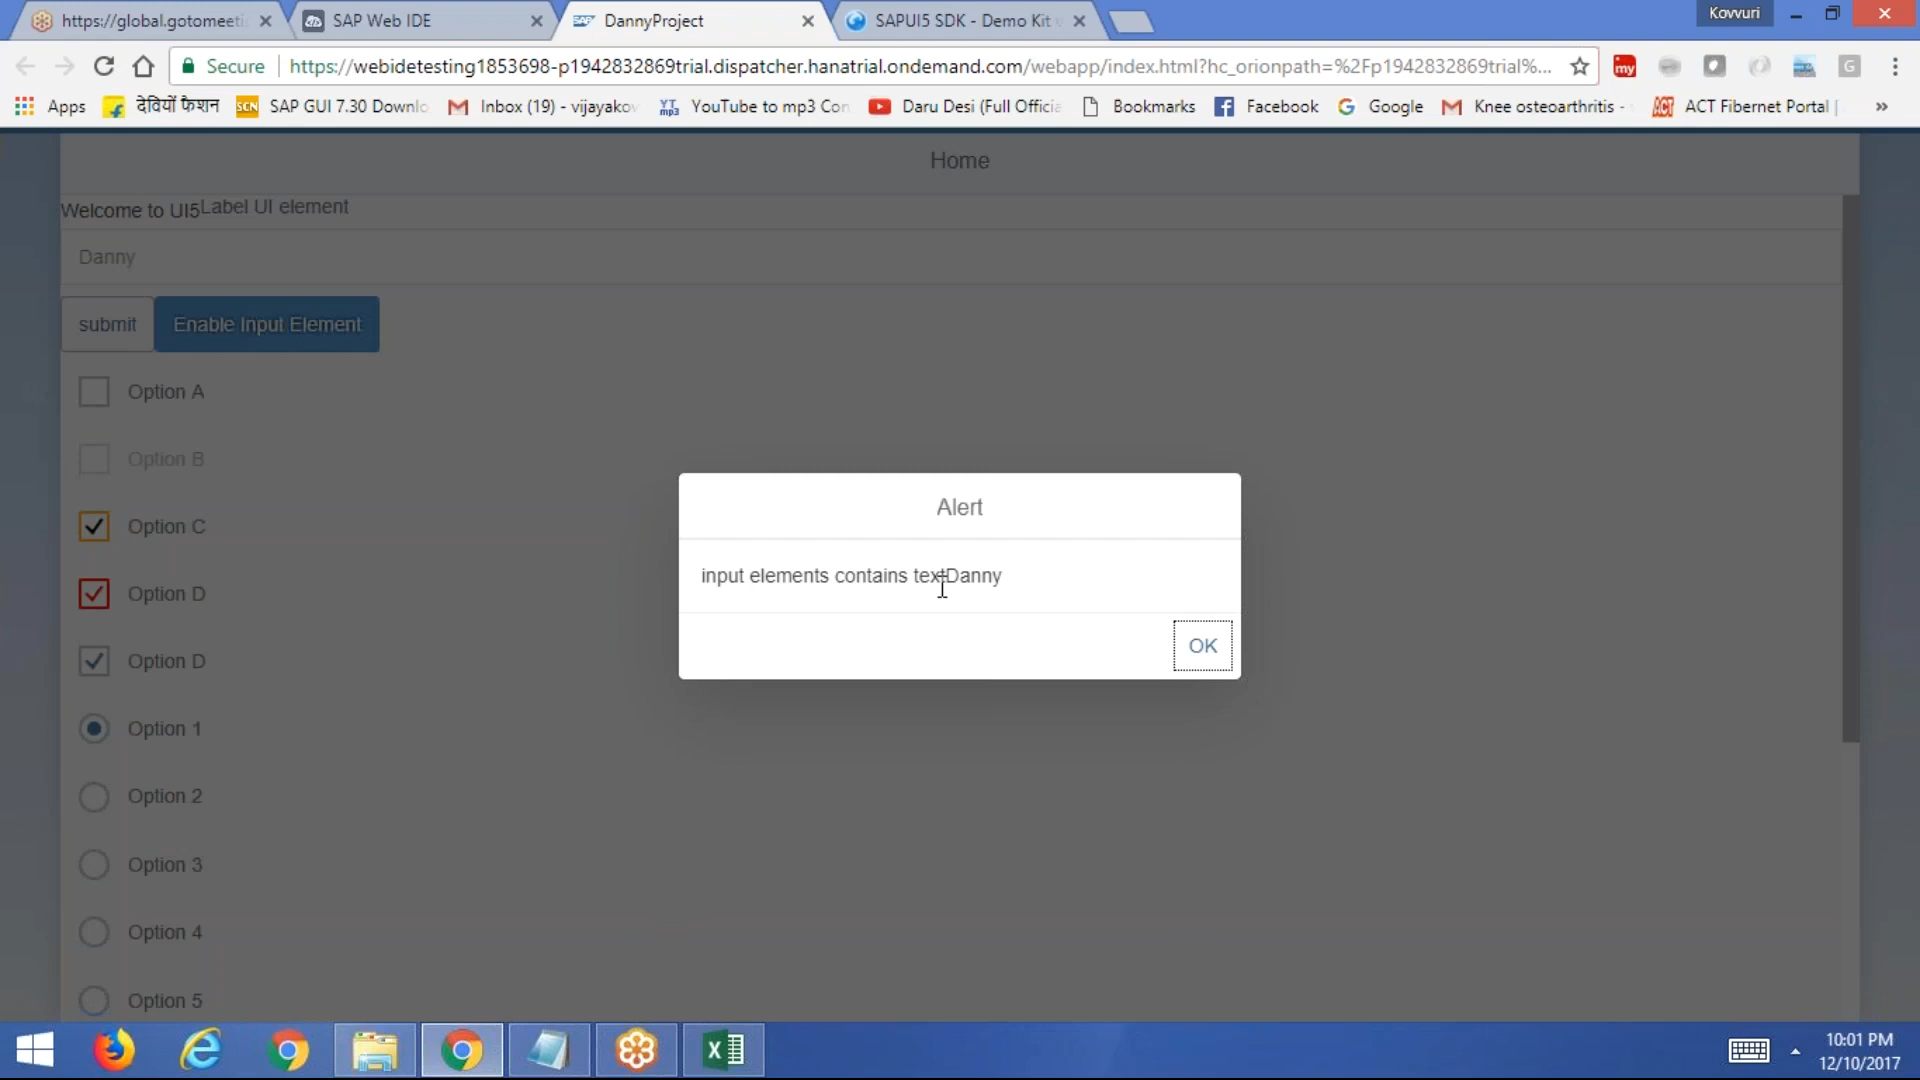 https://global.gotomeeti
SAP Web IDE
DannyProject
SAPUI5 SDK - Demo Kit
Kovvuri
Secure
https://webidetesting1853698-p1942832869trial.dispatcher.hanatrial.ondemand.com/webapp/index.html?hc_orionpath=%2Fp1942832869trial%...
Apps
देवियों फैशन
SCN
SAP GUI 7.30 Downlo
Inbox (19) - vijayakov
YouTube to mp3 Con
Daru Desi (Full Officia
Bookmarks
Facebook
Google
Knee osteoarthritis -
ACT
ACT Fibernet Portal |
Home
Welcome to UI5Label UI element
Danny
submit
Enable Input Element
Option A
Option B
Option C
Option D
Option D
Option 1
Option 2
Option 3
Option 4
Option 5
Alert
input elements contains textDanny
OK
10:01 PM
12/10/2017